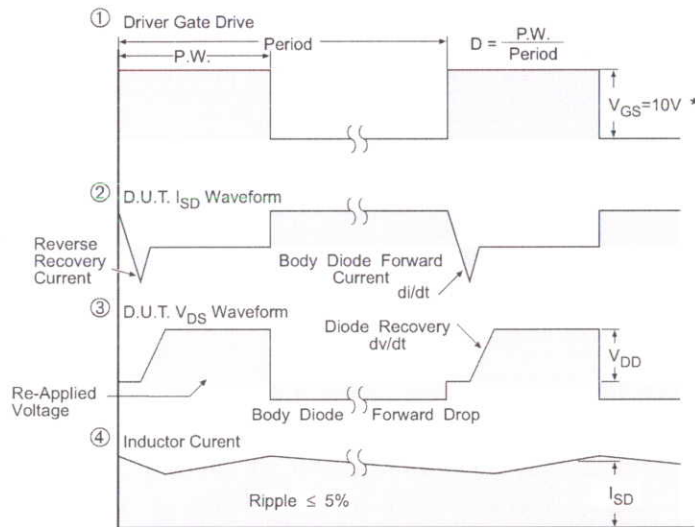 ① Driver Gate Drive
Period
P.W.
D = P.W.
Period
V_GS=10V *
② D.U.T. I_SD Waveform
Reverse
Recovery
Current
Body Diode Forward
Current
di/dt
③ D.U.T. V_DS Waveform
Diode Recovery
dv/dt
V_DD
Re-Applied
Voltage
Body Diode Forward Drop
④ Inductor Curent
Ripple ≤ 5%
I_SD